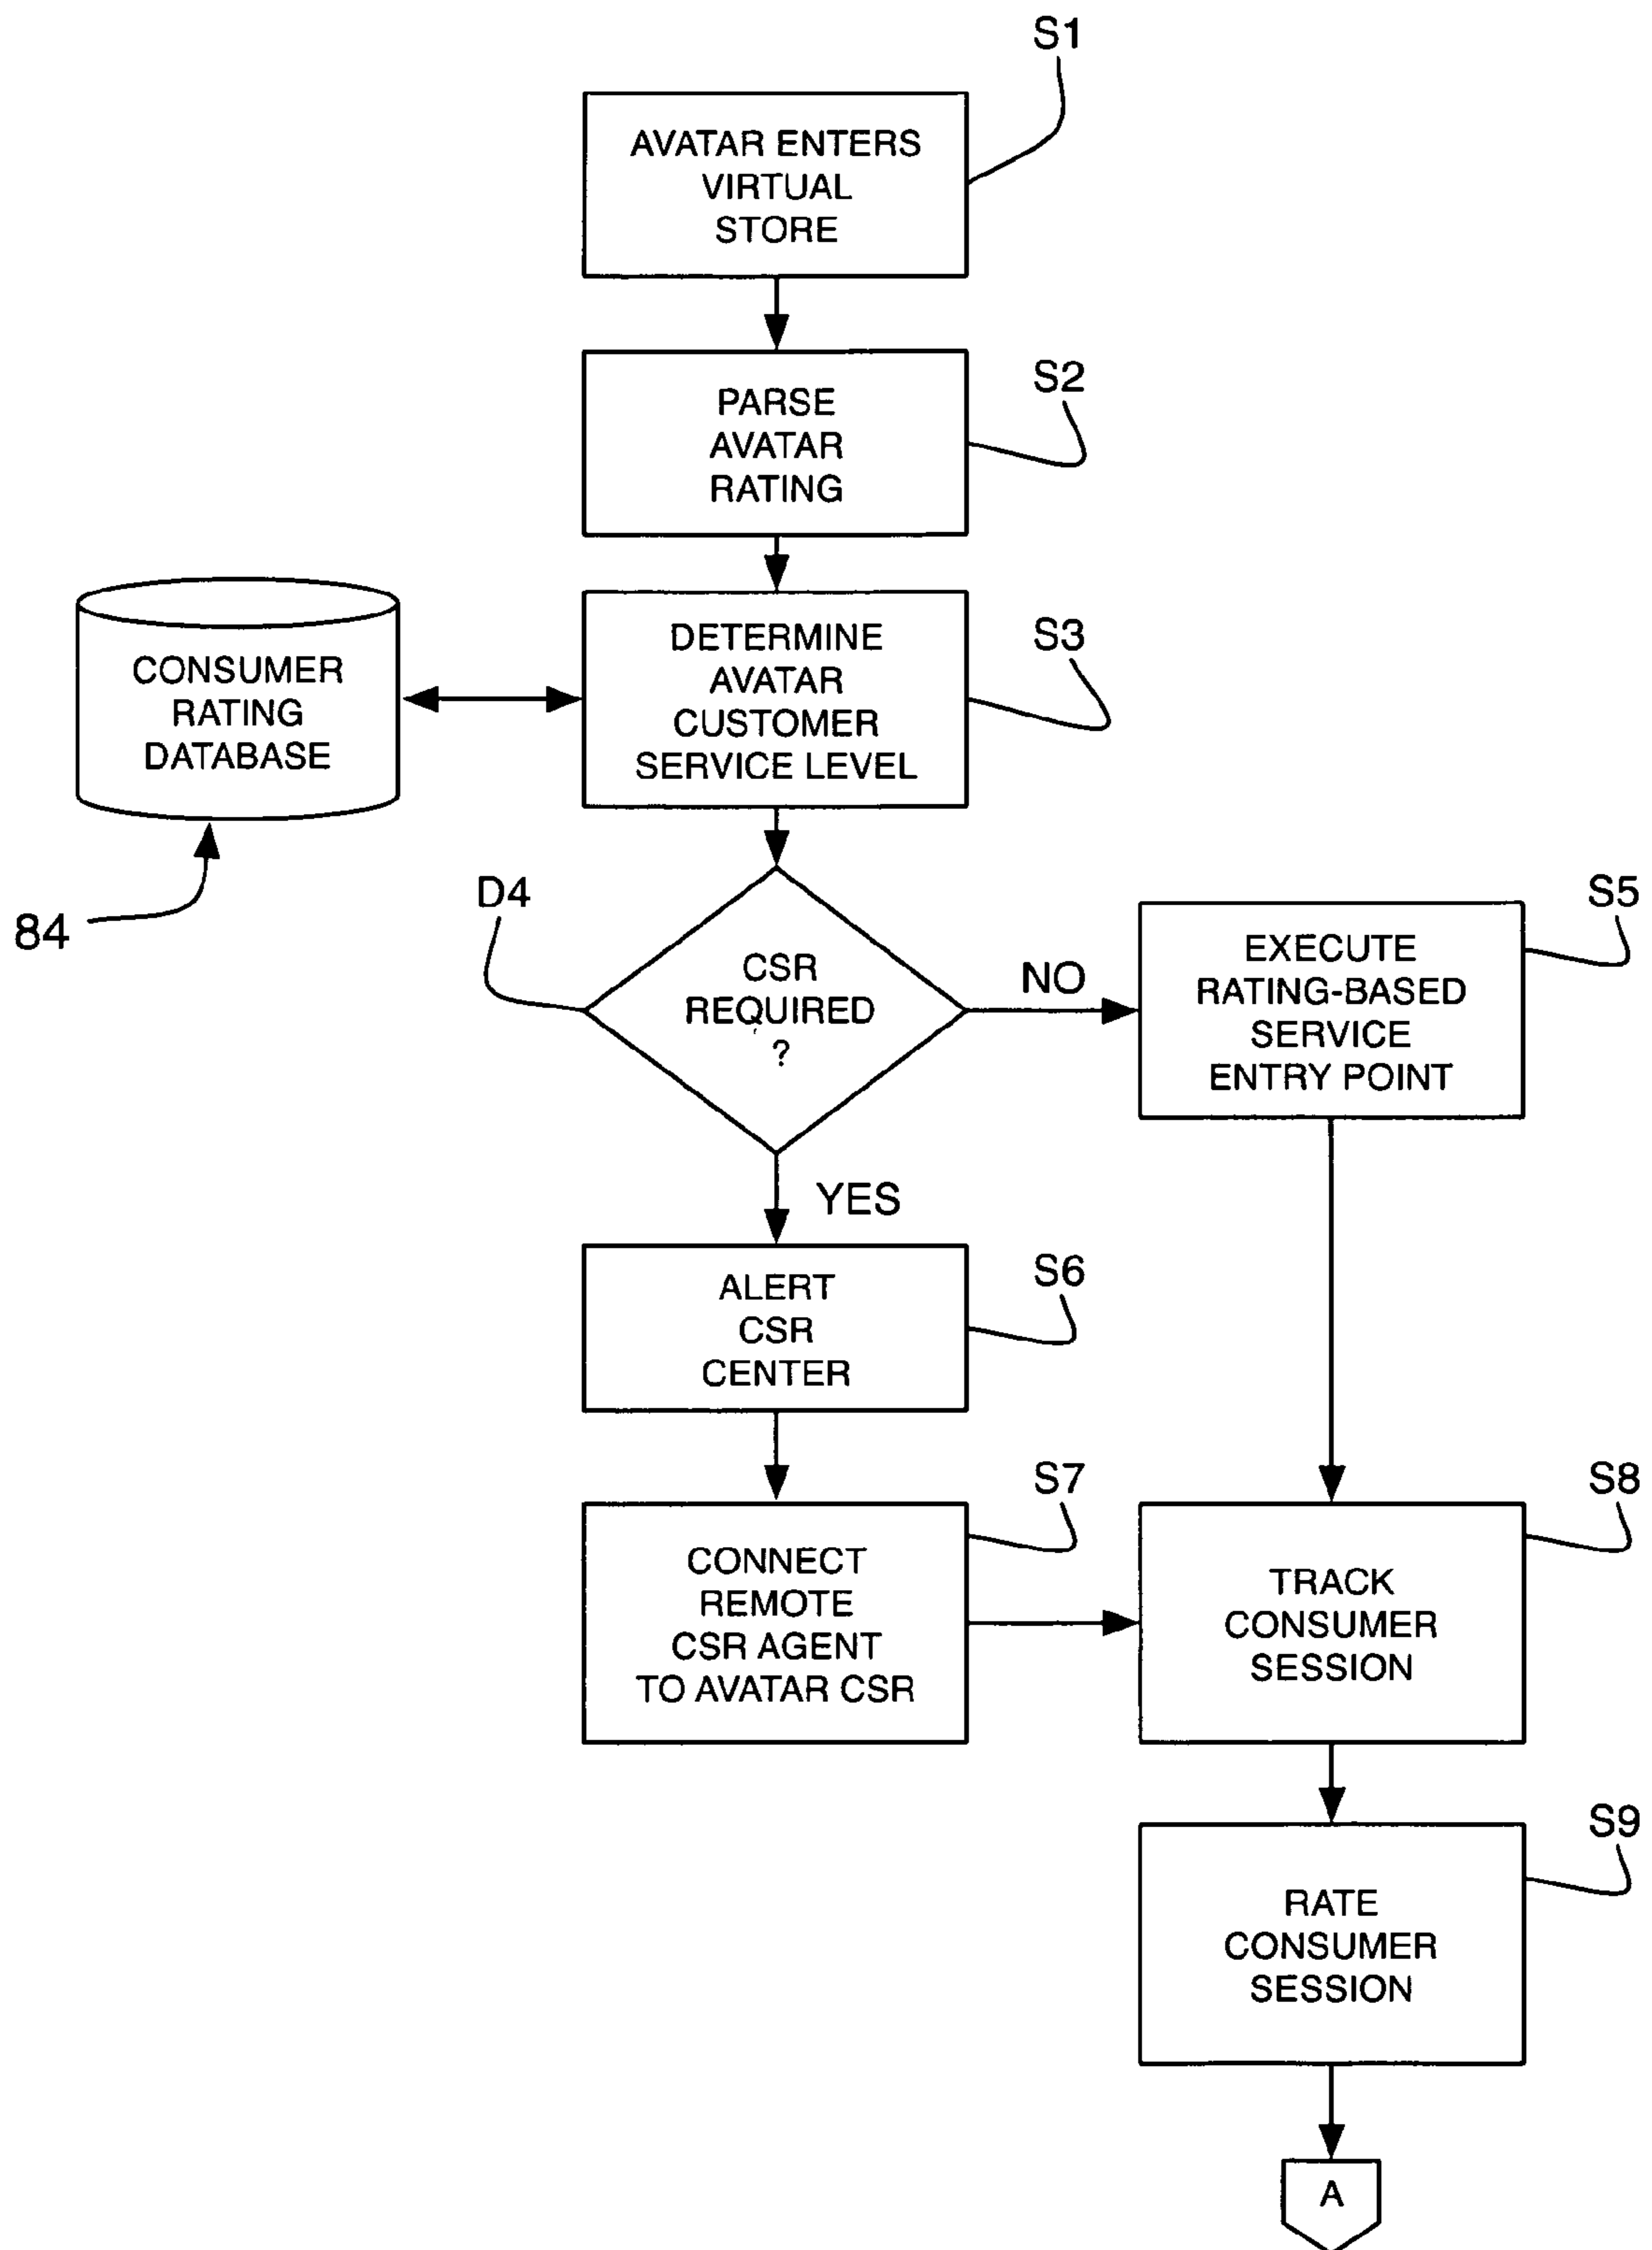 S1
AVATAR ENTERS
VIRTUAL
STORE
S2
PARSE
AVATAR
RATING
S3
DETERMINE
AVATAR
CUSTOMER
SERVICE LEVEL
CONSUMER
RATING
DATABASE
84
D4
CSR
REQUIRED
?
NO
S5
EXECUTE
RATING-BASED
SERVICE
ENTRY POINT
YES
S6
ALERT
CSR
CENTER
S7
CONNECT
REMOTE
CSR AGENT
TO AVATAR CSR
S8
TRACK
CONSUMER
SESSION
S9
RATE
CONSUMER
SESSION
A